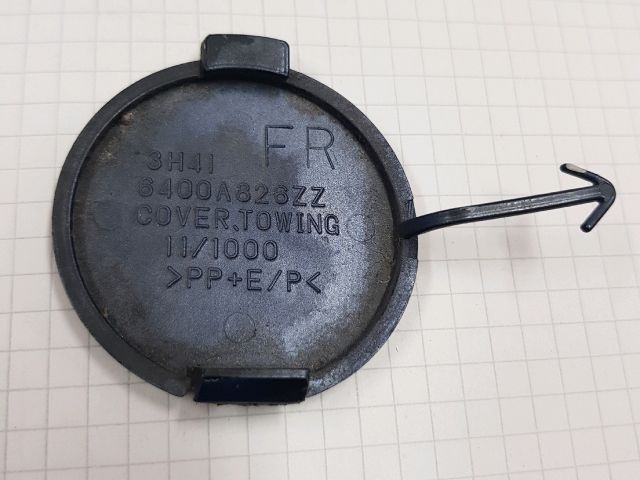 FR
3H41
6400A826ZZ
COVER,TOWING
11/1000
>PP+E/P<